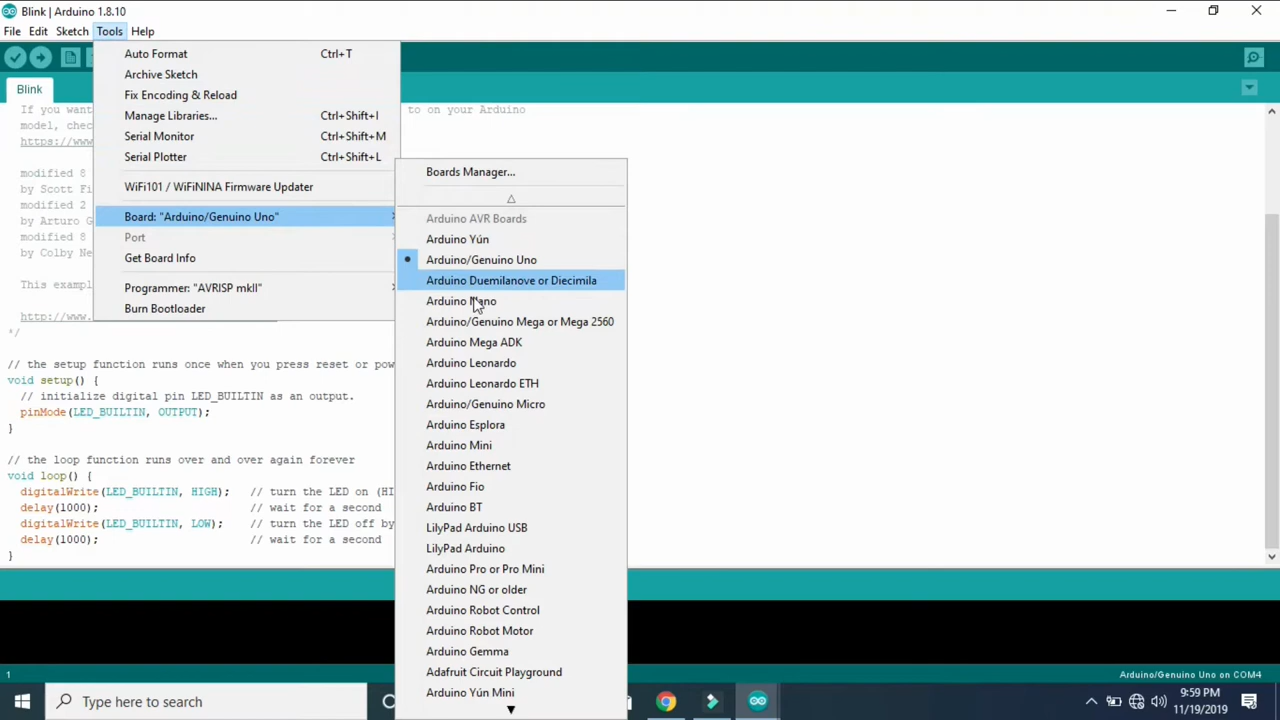 Blink | Arduino 1.8.10
File Edit Sketch Tools Help
Auto Format Ctrl+T
Archive Sketch
Fix Encoding & Reload
Manage Libraries... Ctrl+Shift+I
Serial Monitor Ctrl+Shift+M
Serial Plotter Ctrl+Shift+L
WiFi101 / WiFiNINA Firmware Updater
Board: "Arduino/Genuino Uno"
Port
Get Board Info
Programmer: "AVRISP mkII"
Burn Bootloader
Boards Manager...
Arduino AVR Boards
Arduino Yún
Arduino/Genuino Uno
Arduino Duemilanove or Diecimila
Arduino Nano
Arduino/Genuino Mega or Mega 2560
Arduino Mega ADK
Arduino Leonardo
Arduino Leonardo ETH
Arduino/Genuino Micro
Arduino Esplora
Arduino Mini
Arduino Ethernet
Arduino Fio
Arduino BT
LilyPad Arduino USB
LilyPad Arduino
Arduino Pro or Pro Mini
Arduino NG or older
Arduino Robot Control
Arduino Robot Motor
Arduino Gemma
Adafruit Circuit Playground
Arduino Yún Mini
Blink
If you want to on your Arduino
model, chec
https://www
modified 8
by Scott Fi
modified 2
by Arturo G
modified 8
by Colby Ne
This exampl
http://www.
*/
// the setup function runs once when you press reset or pow
void setup() {
// initialize digital pin LED_BUILTIN as an output.
pinMode(LED_BUILTIN, OUTPUT);
}
// the loop function runs over and over again forever
void loop() {
digitalWrite(LED_BUILTIN, HIGH); // turn the LED on (HI
delay(1000); // wait for a second
digitalWrite(LED_BUILTIN, LOW); // turn the LED off by
delay(1000); // wait for a second
}
1 Arduino/Genuino Uno on COM4
Type here to search
9:59 PM
11/19/2019